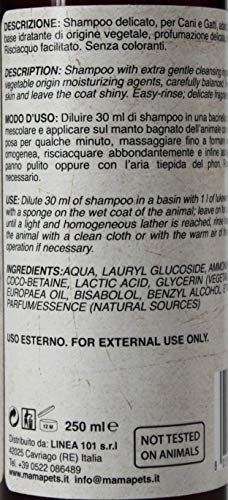 DESCRIZIONE: Shampoo delicato, per Cani e Gatti,
base idratante di origine vegetale, profumazione delicata
Risciacquo facilitato. Senza coloranti.
DESCRIPTION: Shampoo with extra gentle cleansing
vegetable origin moisturizing agents, carefully balanced.
skin and leave the coat shiny. Easy-rinse; delicate
MODO D'USO: Diluire 30 ml di shampoo in una
mescolare e applicare sul manto bagnato dell'animale
posa per qualche minuto, massaggiare fino a
omogenea, risciacquare abbondantemente e infine
panno pulito oppure con l'aria tiepida del phon.
necessario.
USE: Dilute 30 ml of shampoo in a basin with 1 l of
with a sponge on the wet coat of the animal; leave on
until a light and homogeneous lather is reached, rinse
the animal with a clean cloth or with the warm air of
operation if necessary.
INGREDIENTS:AQUA, LAURYL GLUCOSIDE,
COCO-BETAINE, LACTIC ACID, GLYCERIN
EUROPAEA OIL, BISABOLOL, BENZYL ALCOHOL,
PARFUM/ESSENCE (NATURAL SOURCES)
USO ESTERNO. FOR EXTERNAL USE ONLY.
12 M
250 ml e
Distribuito da: LINEA 101 s.r.l
42025 Cavriago (RE) Italia
Tel. +39 0522 086489
www.mamapets.it
NOT TESTED
ON ANIMALS